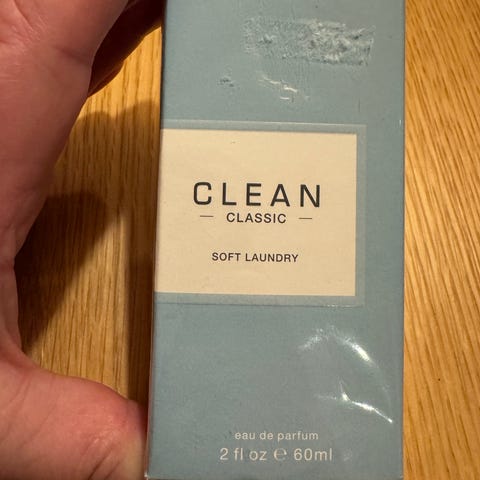 CLEAN
— CLASSIC —
SOFT LAUNDRY
eau de parfum
2 fl oz ℮ 60ml